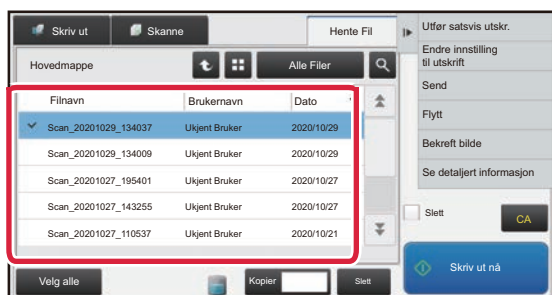 Skriv ut
Skanne
Hente Fil
Hovedmappe
Alle Filer
Filnavn Brukernavn Dato
Scan_20201029_134037 Ukjent Bruker 2020/10/29
Scan_20201029_134009 Ukjent Bruker 2020/10/29
Scan_20201027_195401 Ukjent Bruker 2020/10/27
Scan_20201027_143255 Ukjent Bruker 2020/10/27
Scan_20201027_110537 Ukjent Bruker 2020/10/21
Velg alle
Kopier
Slett
Utfør satsvis utskr.
Endre innstilling
til utskrift
Send
Flytt
Bekreft bilde
Se detaljert informasjon
Slett
CA
Skriv ut nå